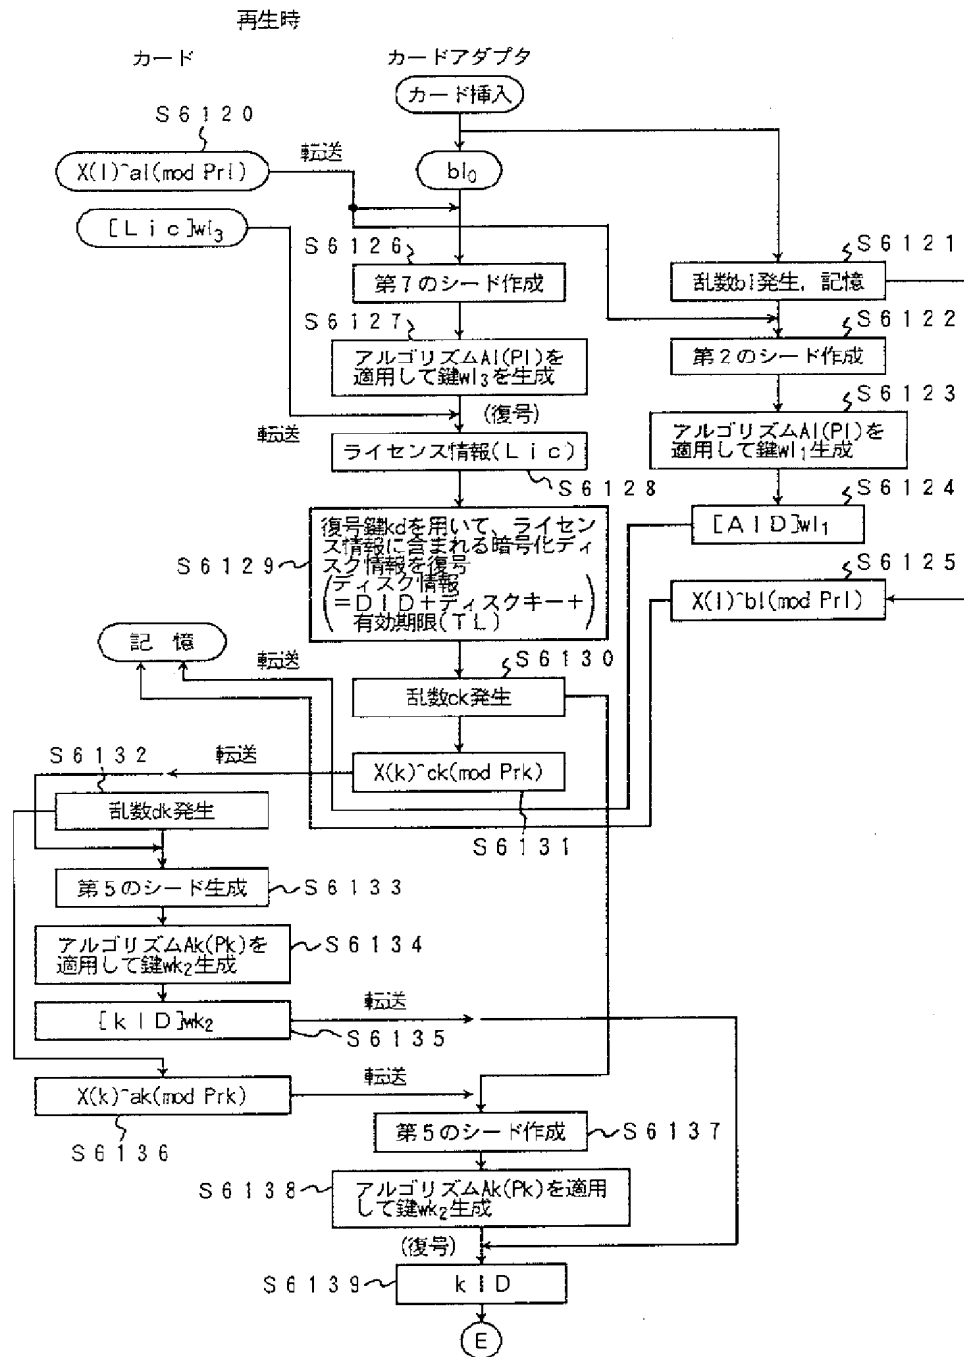 再生時
カード
カードアダプタ
カード挿入
S6120
転送
X(l)^al(mod Prl)
bl₀
[Lic]wl₃
S6126
S6121
第7のシード作成
乱数bl発生，記憶
S6127
S6122
アルゴリズムAl(Pl)を
適用して鍵wl₃を生成
第2のシード作成
(復号)
S6123
転送
ライセンス情報(Lic)
アルゴリズムAl(Pl)を
適用して鍵wl₁生成
S6128
S6124
[AID]wl₁
復号鍵kdを用いて、ライセン
ス情報に含まれる暗号化ディ
スク情報を復号
(ディスク情報
=DID+ディスクキー+
有効期限(TL))
S6129
S6125
X(l)^bl(mod Prl)
記憶
転送
S6130
乱数ck発生
S6132
転送
X(k)^ck(mod Prk)
乱数dk発生
S6131
第5のシード生成
S6133
アルゴリズムAk(Pk)を
適用して鍵wk₂生成
S6134
[kID]wk₂
転送
S6135
X(k)^ak(mod Prk)
転送
S6136
第5のシード作成
S6137
S6138
アルゴリズムAk(Pk)を適用
して鍵wk₂生成
(復号)
S6139
kID
E